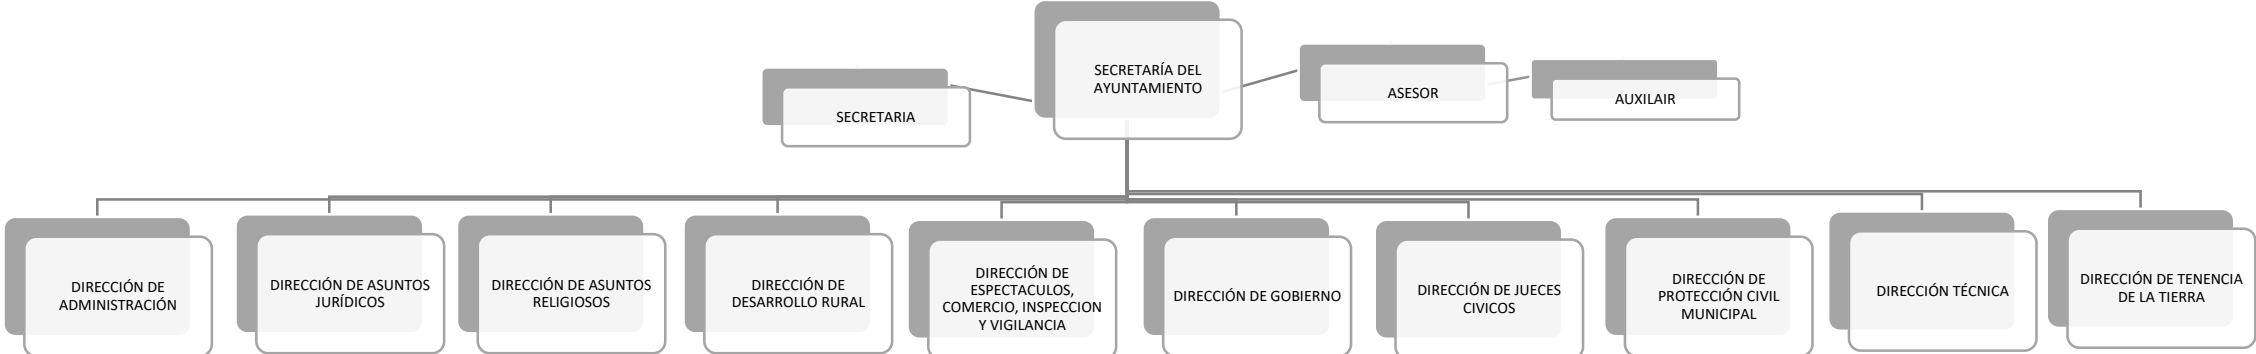 SECRETARÍA DEL
AYUNTAMIENTO
SECRETARIA
ASESOR
AUXILAIR
DIRECCIÓN DE
ADMINISTRACIÓN
DIRECCIÓN DE ASUNTOS
JURÍDICOS
DIRECCIÓN DE ASUNTOS
RELIGIOSOS
DIRECCIÓN DE
DESARROLLO RURAL
DIRECCIÓN DE
ESPECTACULOS,
COMERCIO, INSPECCION
Y VIGILANCIA
DIRECCIÓN DE GOBIERNO
DIRECCIÓN DE JUECES
CIVICOS
DIRECCIÓN DE
PROTECCIÓN CIVIL
MUNICIPAL
DIRECCIÓN TÉCNICA
DIRECCIÓN DE TENENCIA
DE LA TIERRA